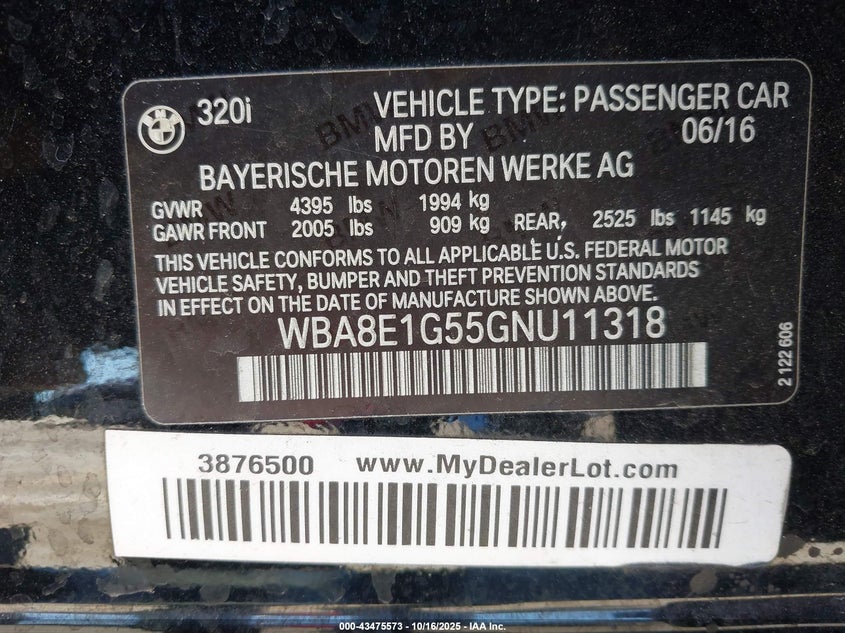 320i VEHICLE TYPE: PASSENGER CAR
MFD BY 06/16
BAYERISCHE MOTOREN WERKE AG
GVWR 4395 lbs 1994 kg
GAWR FRONT 2005 lbs 909 kg REAR, 2525 lbs 1145 kg
THIS VEHICLE CONFORMS TO ALL APPLICABLE U.S. FEDERAL MOTOR
VEHICLE SAFETY, BUMPER AND THEFT PREVENTION STANDARDS
IN EFFECT ON THE DATE OF MANUFACTURE SHOWN ABOVE.
WBA8E1G55GNU11318
2 122 606
3876500 www.MyDealerLot.com
000-43475573 - 10/16/2025 - IAA Inc.